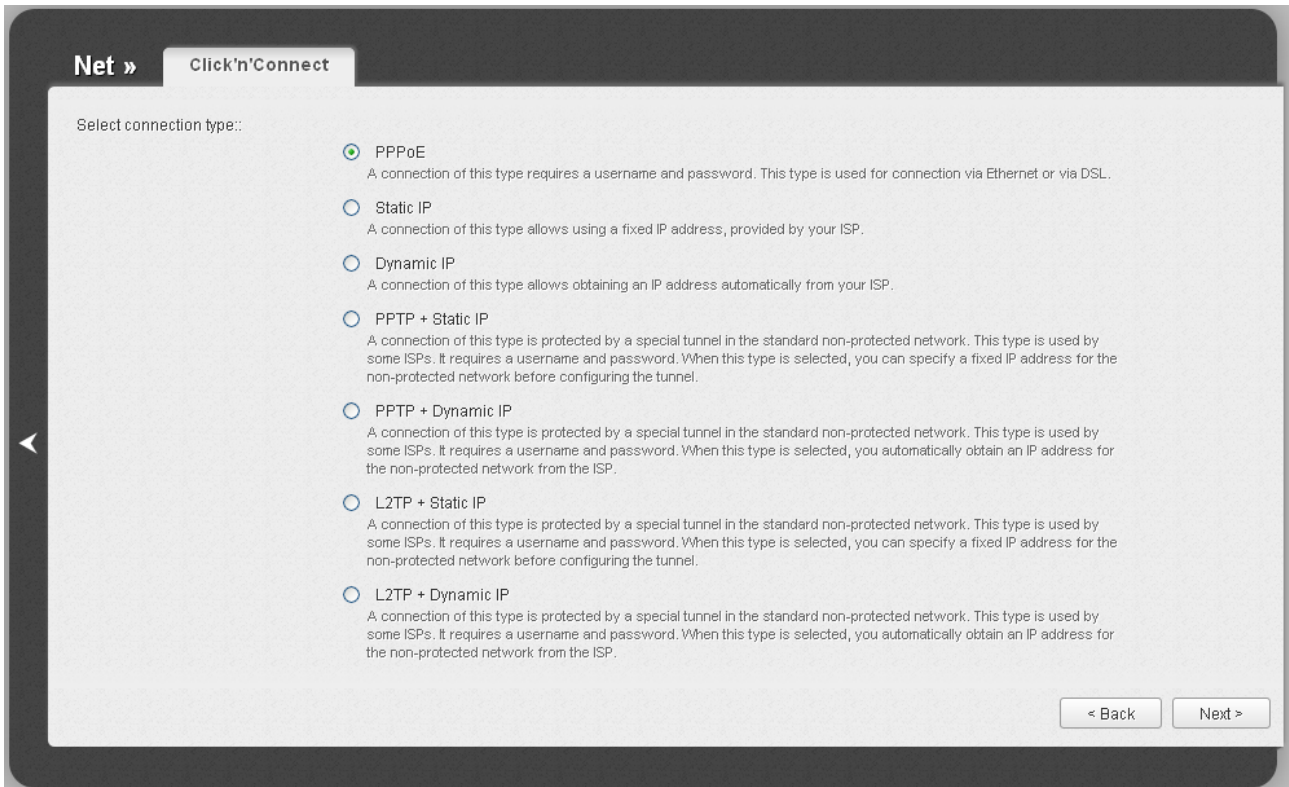 Net »
Click'n'Connect
Select connection type::
PPPoE
A connection of this type requires a username and password. This type is used for connection via Ethernet or via DSL.
Static IP
A connection of this type allows using a fixed IP address, provided by your ISP.
Dynamic IP
A connection of this type allows obtaining an IP address automatically from your ISP.
PPTP + Static IP
A connection of this type is protected by a special tunnel in the standard non-protected network. This type is used by
some ISPs. It requires a username and password. When this type is selected, you can specify a fixed IP address for the
non-protected network before configuring the tunnel.
PPTP + Dynamic IP
A connection of this type is protected by a special tunnel in the standard non-protected network. This type is used by
some ISPs. It requires a username and password. When this type is selected, you automatically obtain an IP address for
the non-protected network from the ISP.
L2TP + Static IP
A connection of this type is protected by a special tunnel in the standard non-protected network. This type is used by
some ISPs. It requires a username and password. When this type is selected, you can specify a fixed IP address for the
non-protected network before configuring the tunnel.
L2TP + Dynamic IP
A connection of this type is protected by a special tunnel in the standard non-protected network. This type is used by
some ISPs. It requires a username and password. When this type is selected, you automatically obtain an IP address for
the non-protected network from the ISP.
< Back
Next >